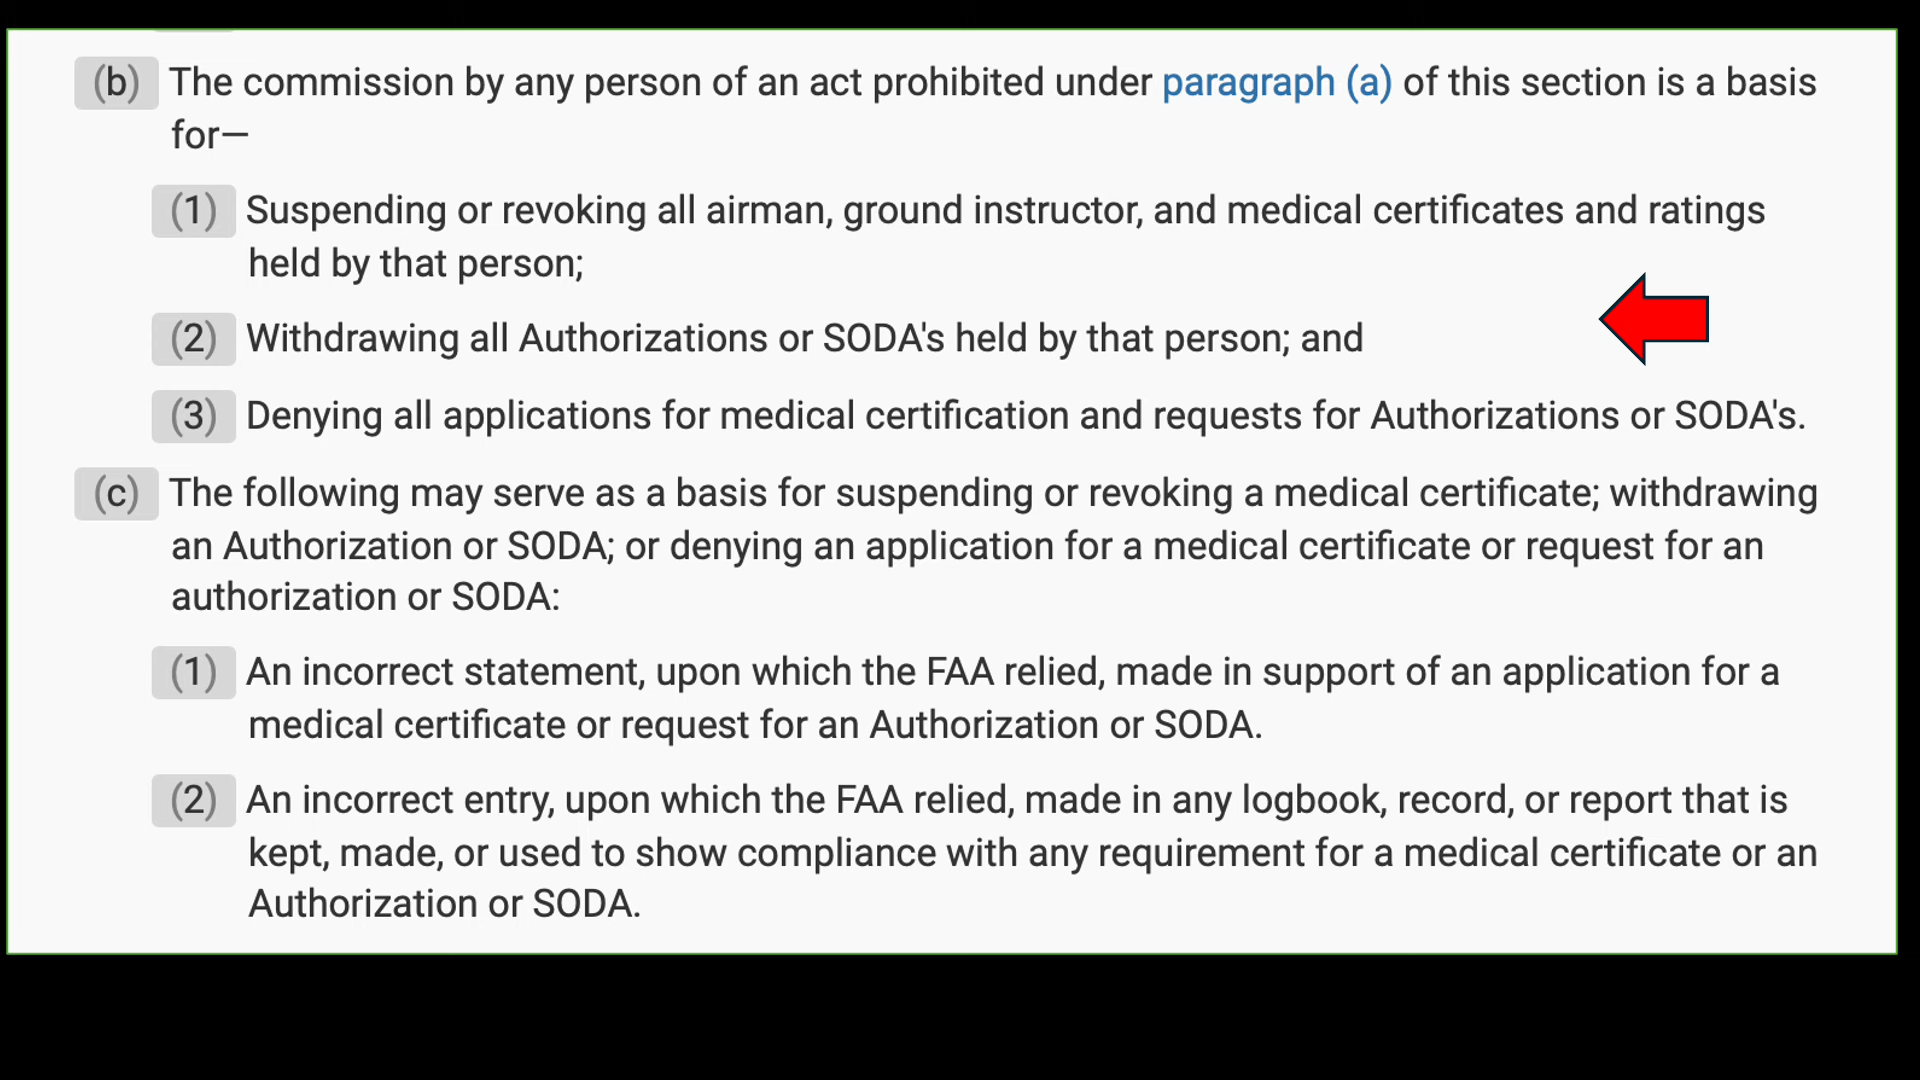 (b) The commission by any person of an act prohibited under paragraph (a) of this section is a basis
for—
(1) Suspending or revoking all airman, ground instructor, and medical certificates and ratings
held by that person;
(2) Withdrawing all Authorizations or SODA's held by that person; and
(3) Denying all applications for medical certification and requests for Authorizations or SODA's.
(c) The following may serve as a basis for suspending or revoking a medical certificate; withdrawing
an Authorization or SODA; or denying an application for a medical certificate or request for an
authorization or SODA:
(1) An incorrect statement, upon which the FAA relied, made in support of an application for a
medical certificate or request for an Authorization or SODA.
(2) An incorrect entry, upon which the FAA relied, made in any logbook, record, or report that is
kept, made, or used to show compliance with any requirement for a medical certificate or an
Authorization or SODA.